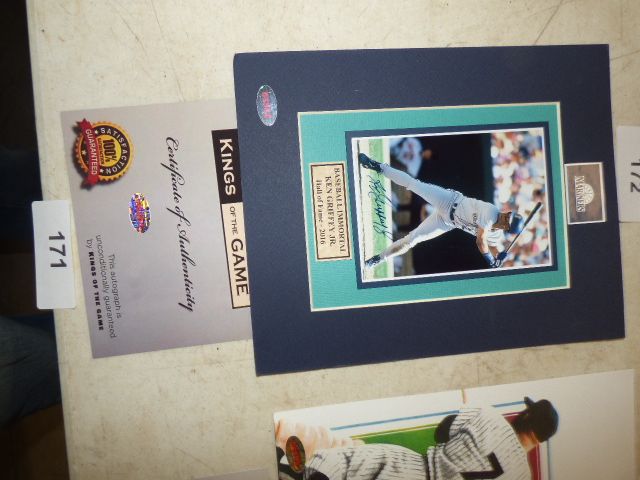 171
SATISFACTION
100%
GUARANTEED
Certificate of Authenticity
KINGS
OF THE
GAME
This autograph is
unconditionally guaranteed
by KINGS OF THE GAME
BASEBALL IMMORTAL
KEN GRIFFEY JR.
Hall of Fame - 2016
MARINERS
172
7